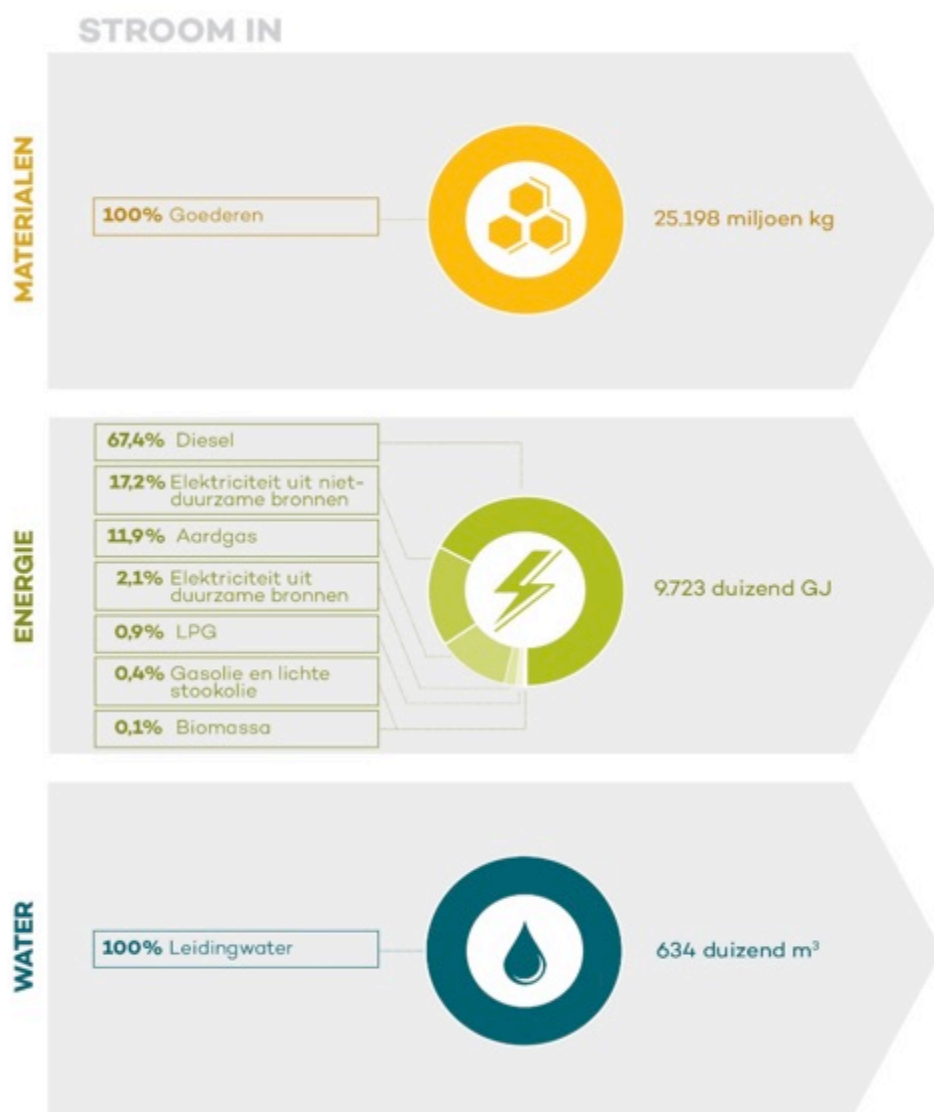 STROOM IN
MATERIALEN
100% Goederen
25.198 miljoen kg
ENERGIE
67,4% Diesel
17,2% Elektriciteit uit niet-
duurzame bronnen
11,9% Aardgas
2,1% Elektriciteit uit
duurzame bronnen
0,9% LPG
0,4% Gasolie en lichte
stookolie
0,1% Biomassa
9.723 duizend GJ
WATER
100% Leidingwater
634 duizend m³